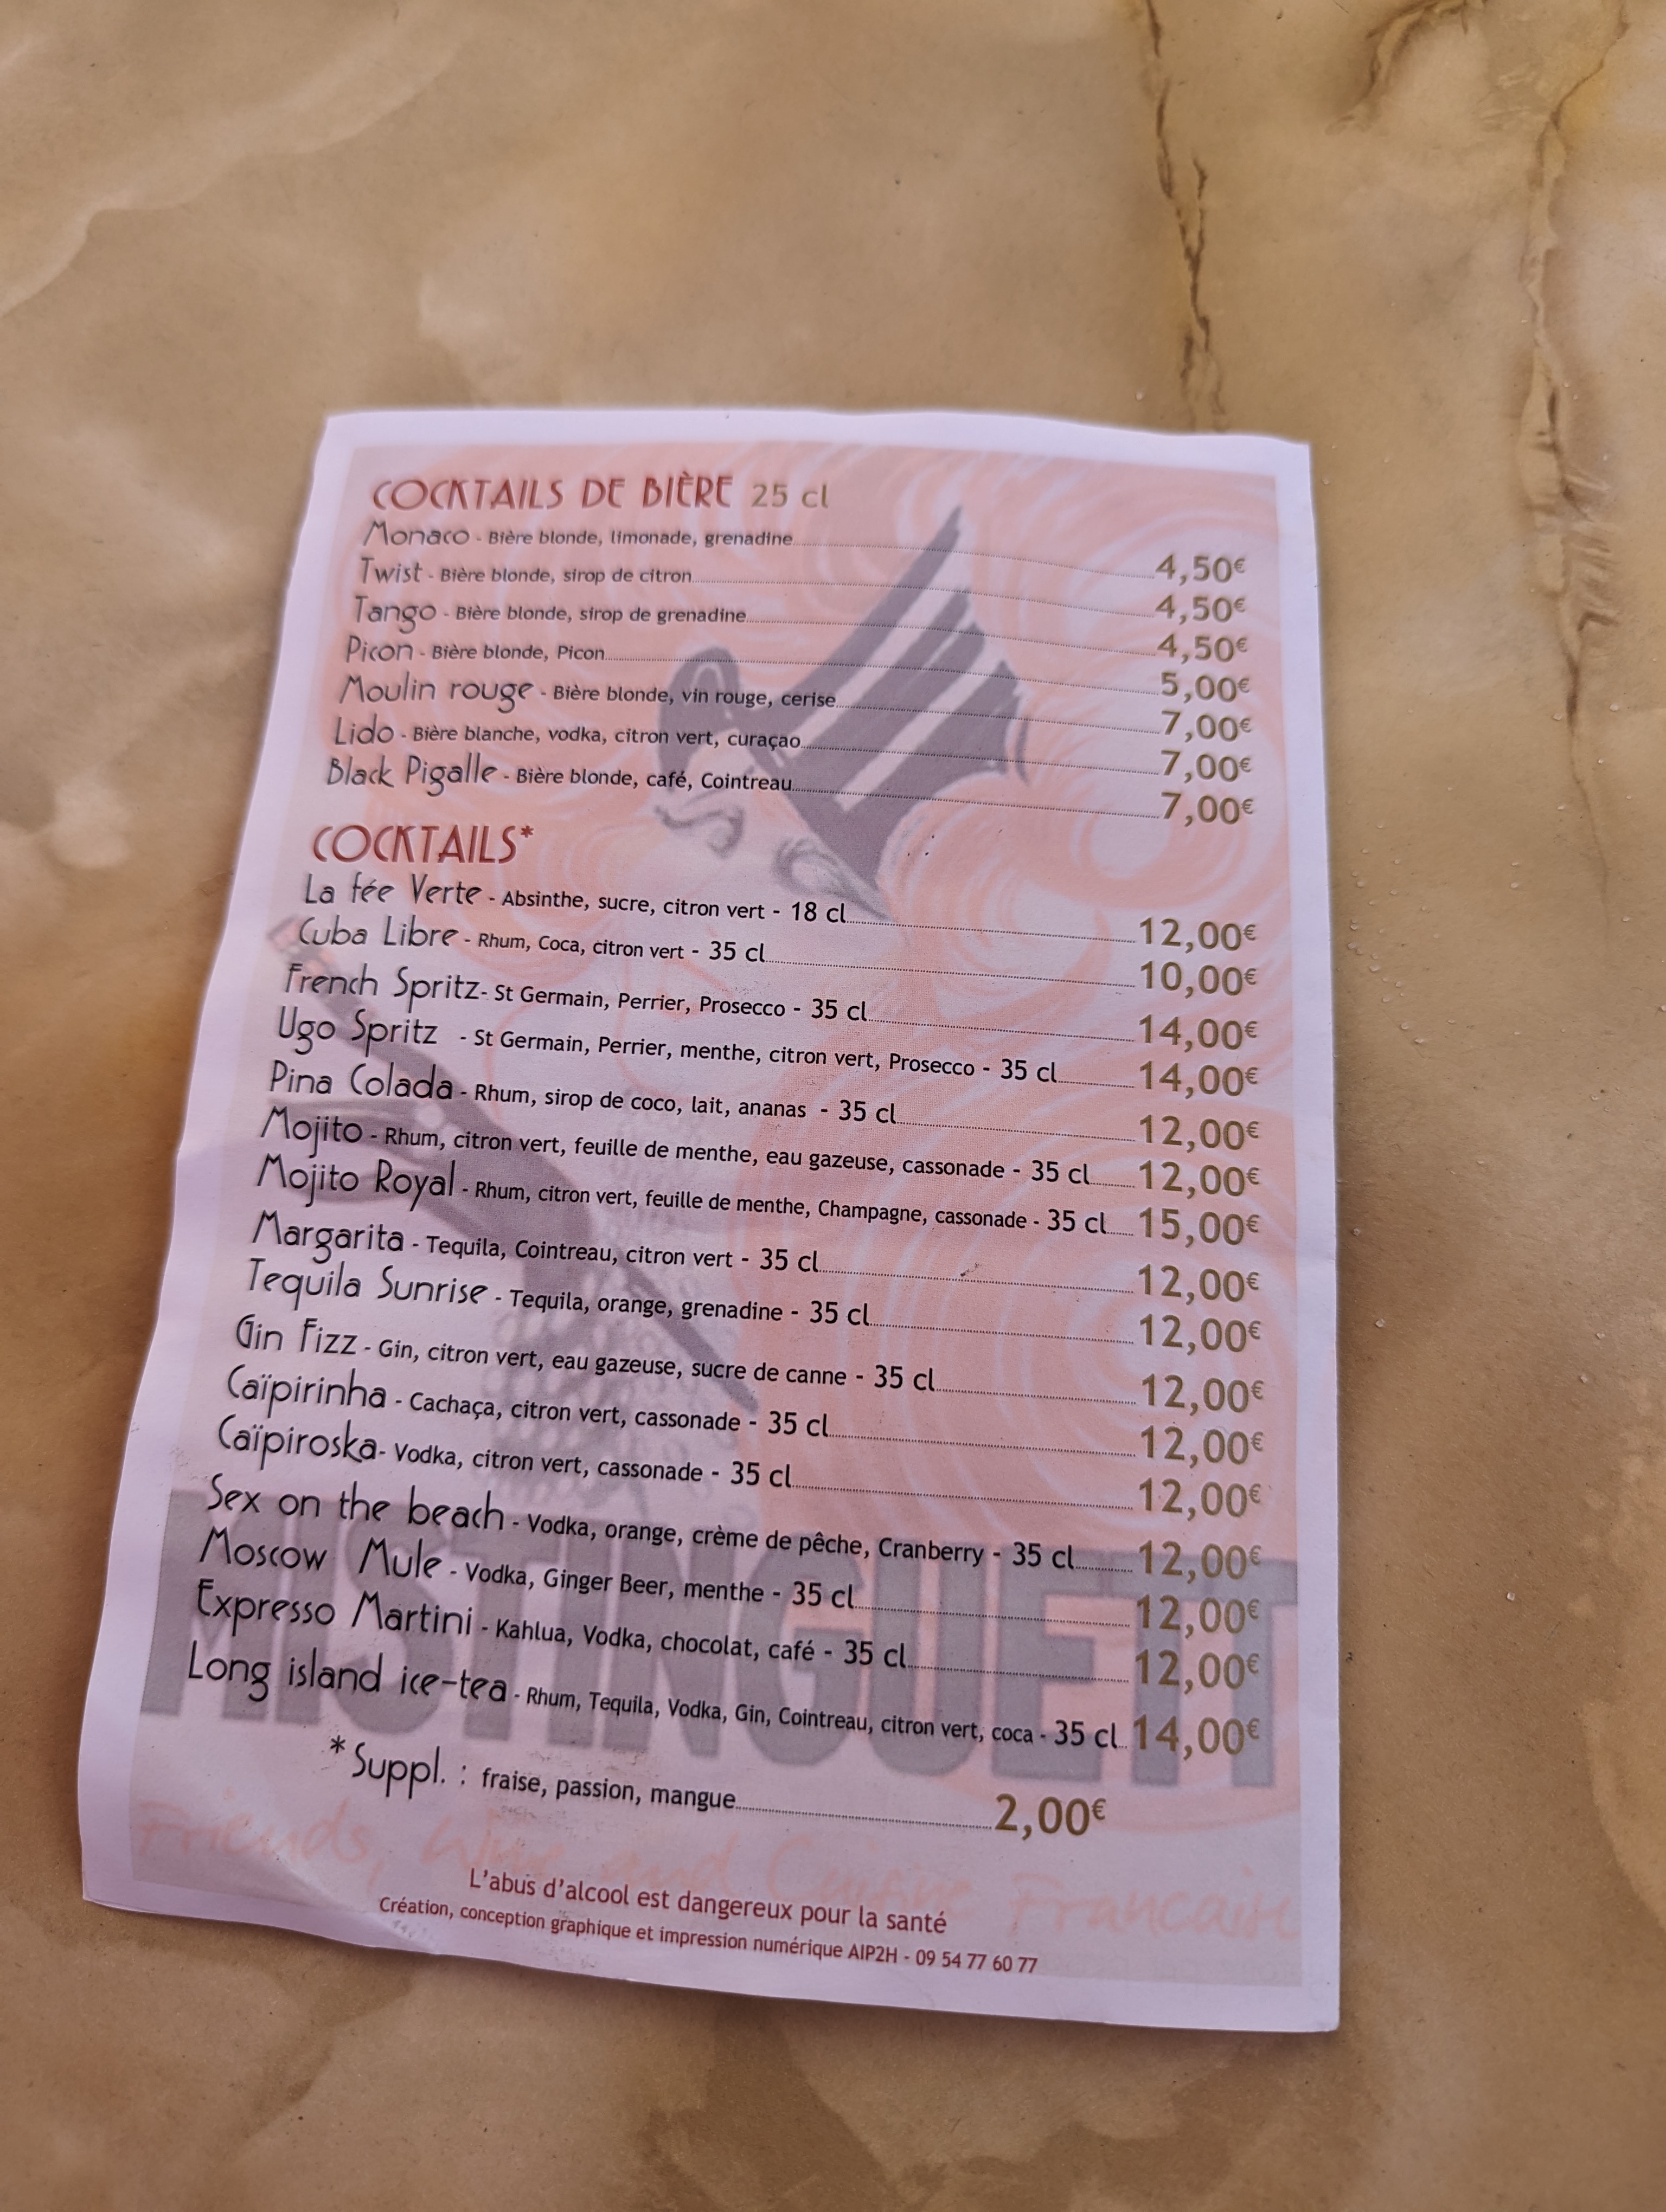 COCKTAILS DE BIÈRE 25 cl
Monaco - Bière blonde, limonade, grenadine 4,50€
Twist - Bière blonde, sirop de citron 4,50€
Tango - Bière blonde, sirop de grenadine 4,50€
Picon - Bière blonde, Picon 5,00€
Moulin rouge - Bière blonde, vin rouge, cerise 7,00€
Lido - Bière blanche, vodka, citron vert, curaçao 7,00€
Black Pigalle - Bière blonde, café, Cointreau 7,00€
COCKTAILS*
La fée Verte - Absinthe, sucre, citron vert - 18 cl 12,00€
Cuba Libre - Rhum, Coca, citron vert - 35 cl 10,00€
French Spritz- St Germain, Perrier, Prosecco - 35 cl 14,00€
Ugo Spritz - St Germain, Perrier, menthe, citron vert, Prosecco - 35 cl 14,00€
Pina Colada - Rhum, sirop de coco, lait, ananas - 35 cl 12,00€
Mojito - Rhum, citron vert, feuille de menthe, eau gazeuse, cassonade - 35 cl 12,00€
Mojito Royal - Rhum, citron vert, feuille de menthe, Champagne, cassonade - 35 cl 15,00€
Margarita - Tequila, Cointreau, citron vert - 35 cl 12,00€
Tequila Sunrise - Tequila, orange, grenadine - 35 cl 12,00€
Gin Fizz - Gin, citron vert, eau gazeuse, sucre de canne - 35 cl 12,00€
Caïpirinha - Cachaça, citron vert, cassonade - 35 cl 12,00€
Caïpiroska- Vodka, citron vert, cassonade - 35 cl 12,00€
Sex on the beach - Vodka, orange, crème de pêche, Cranberry - 35 cl 12,00€
Moscow Mule - Vodka, Ginger Beer, menthe - 35 cl 12,00€
Expresso Martini - Kahlua, Vodka, chocolat, café - 35 cl 12,00€
Long island ice-tea - Rhum, Tequila, Vodka, Gin, Cointreau, citron vert, coca - 35 cl 14,00€
MISTINGUETT
*Suppl. : fraise, passion, mangue 2,00€
Friends, Wine and Cuisine Francaise
L'abus d'alcool est dangereux pour la santé
Création, conception graphique et impression numérique AIP2H - 09 54 77 60 77